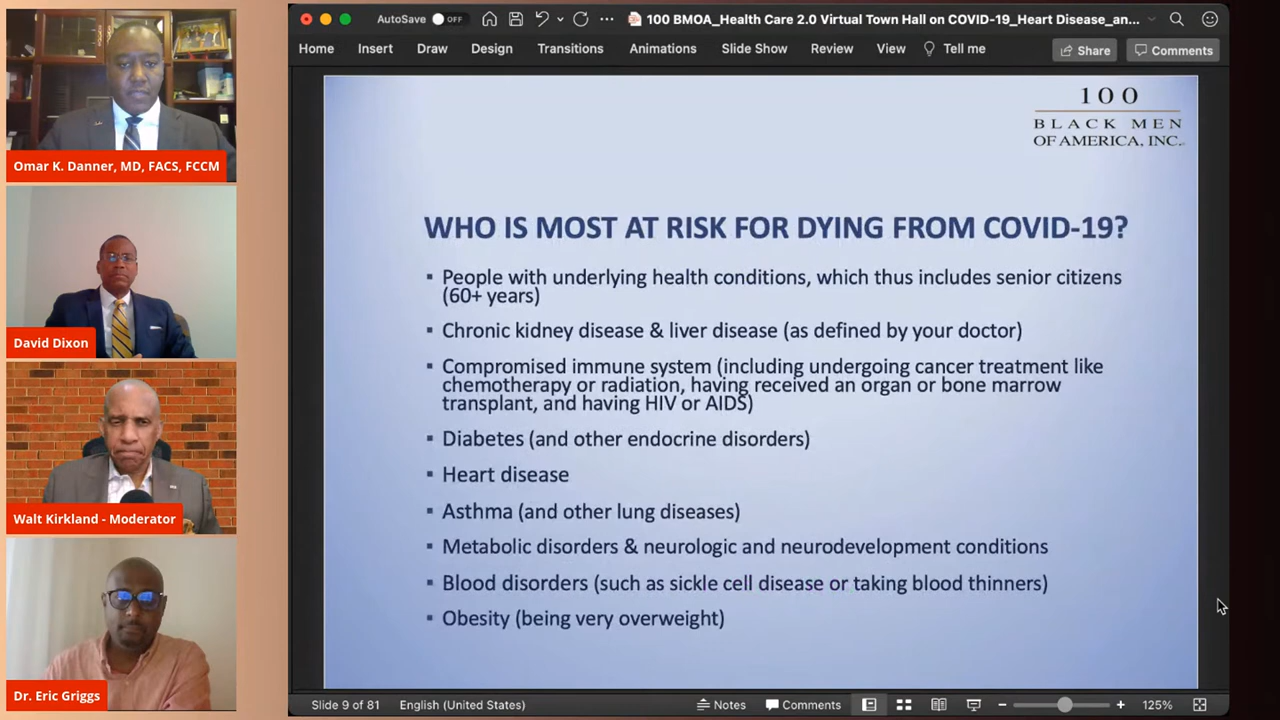 Omar K. Danner, MD, FACS, FCCM
David Dixon
Walt Kirkland - Moderator
Dr. Eric Griggs
AutoSave OFF
100 BMOA_Health Care 2.0 Virtual Town Hall on COVID-19_Heart Disease_an...
Home Insert Draw Design Transitions Animations Slide Show Review View Tell me Share Comments
100
BLACK MEN
OF AMERICA, INC.
WHO IS MOST AT RISK FOR DYING FROM COVID-19?
▪ People with underlying health conditions, which thus includes senior citizens
(60+ years)
▪ Chronic kidney disease & liver disease (as defined by your doctor)
▪ Compromised immune system (including undergoing cancer treatment like
chemotherapy or radiation, having received an organ or bone marrow
transplant, and having HIV or AIDS)
▪ Diabetes (and other endocrine disorders)
▪ Heart disease
▪ Asthma (and other lung diseases)
▪ Metabolic disorders & neurologic and neurodevelopment conditions
▪ Blood disorders (such as sickle cell disease or taking blood thinners)
▪ Obesity (being very overweight)
Slide 9 of 81 English (United States) Notes Comments 125%